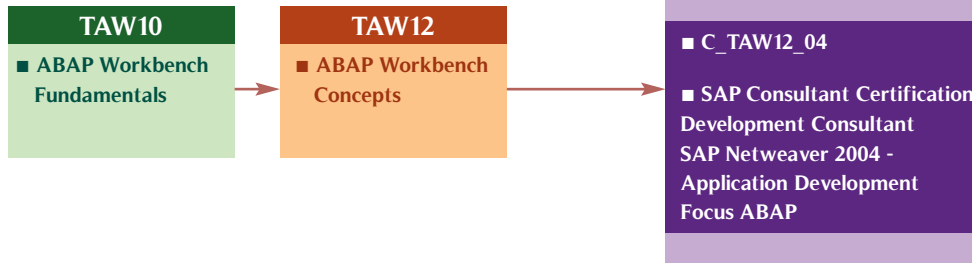 TAW10
■ ABAP Workbench
Fundamentals
TAW12
■ ABAP Workbench
Concepts
■ C_TAW12_04
■ SAP Consultant Certification
Development Consultant
SAP Netweaver 2004 -
Application Development
Focus ABAP